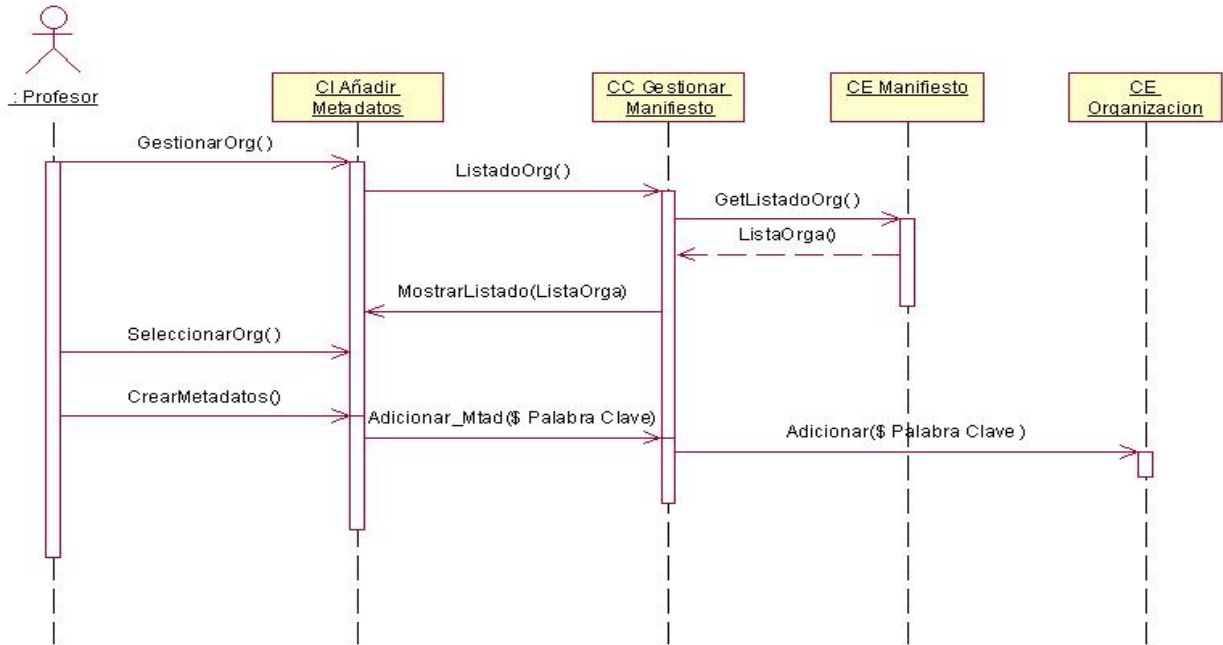 : Profesor
CI Añadir
Metadatos
CC Gestionar
Manifiesto
CE Manifiesto
CE
Organizacion
GestionarOrg()
ListadoOrg()
GetListadoOrg()
ListaOrga()
MostrarListado(ListaOrga)
SeleccionarOrg()
CrearMetadatos()
Adicionar_Mtad($ Palabra Clave)
Adicionar($ Palabra Clave )